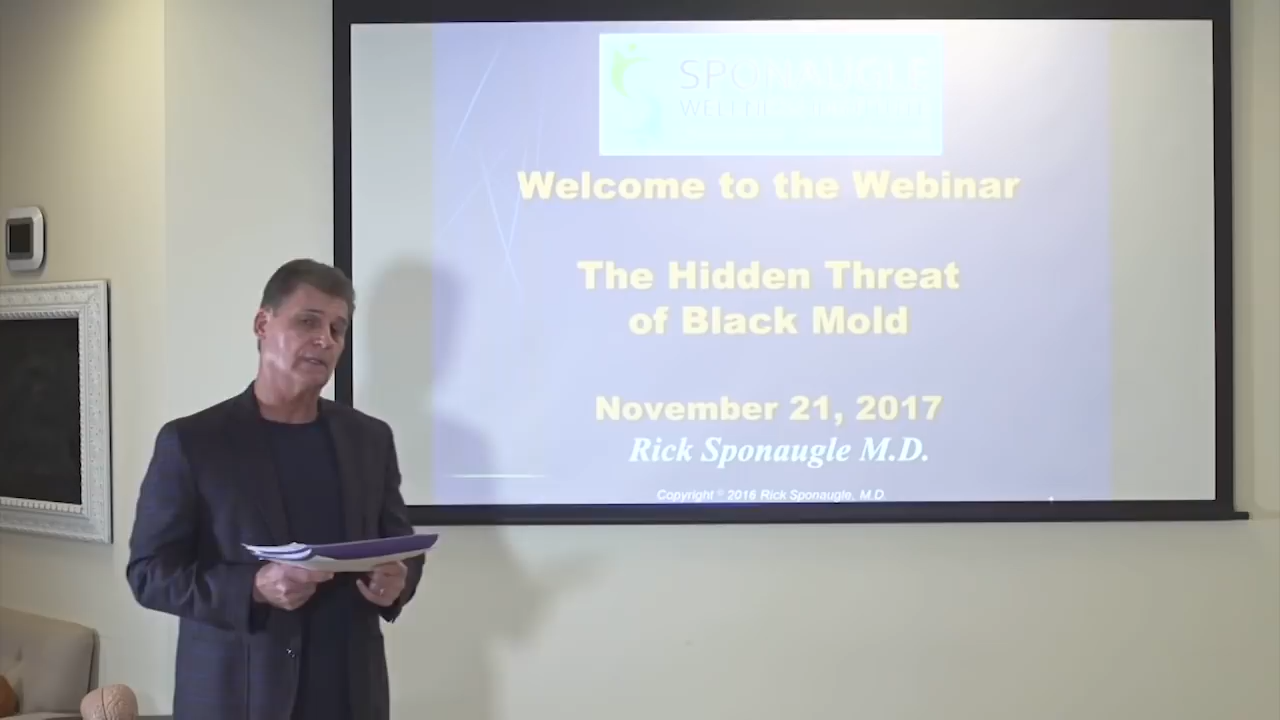 SPONAUGLE
Welcome to the Webinar
The Hidden Threat
of Black Mold
November 21, 2017
Rick Sponaugle M.D.
Copyright © 2016 Rick Sponaugle, M.D.